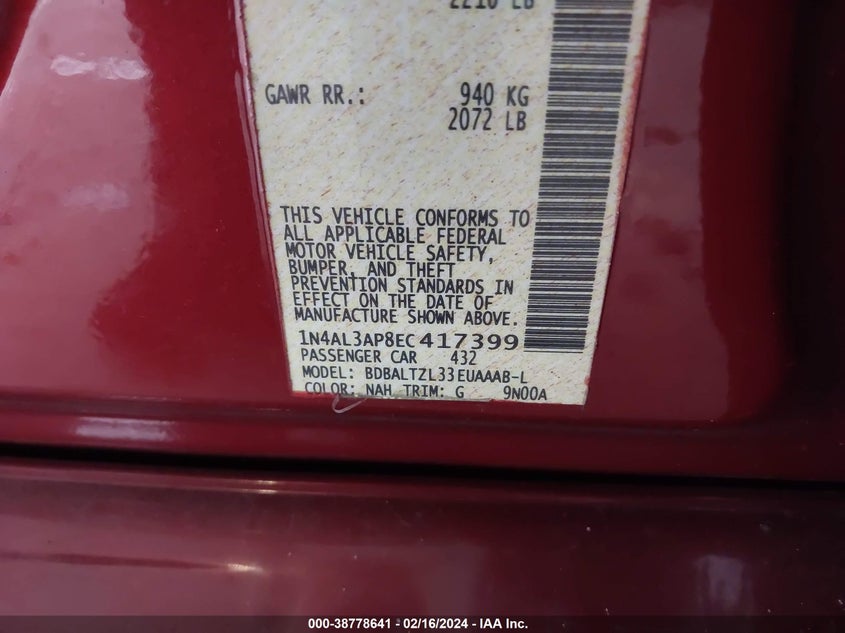 2210 LB
GAWR RR.: 940 KG
2072 LB
THIS VEHICLE CONFORMS TO
ALL APPLICABLE FEDERAL
MOTOR VEHICLE SAFETY,
BUMPER, AND THEFT
PREVENTION STANDARDS IN
EFFECT ON THE DATE OF
MANUFACTURE SHOWN ABOVE.
1N4AL3AP8EC417399
PASSENGER CAR 432
MODEL: BDBALTZL33EUAAAB-L
COLOR: NAH TRIM: G 9N00A
000-38778641 / 02/16/2024 — IAA Inc.